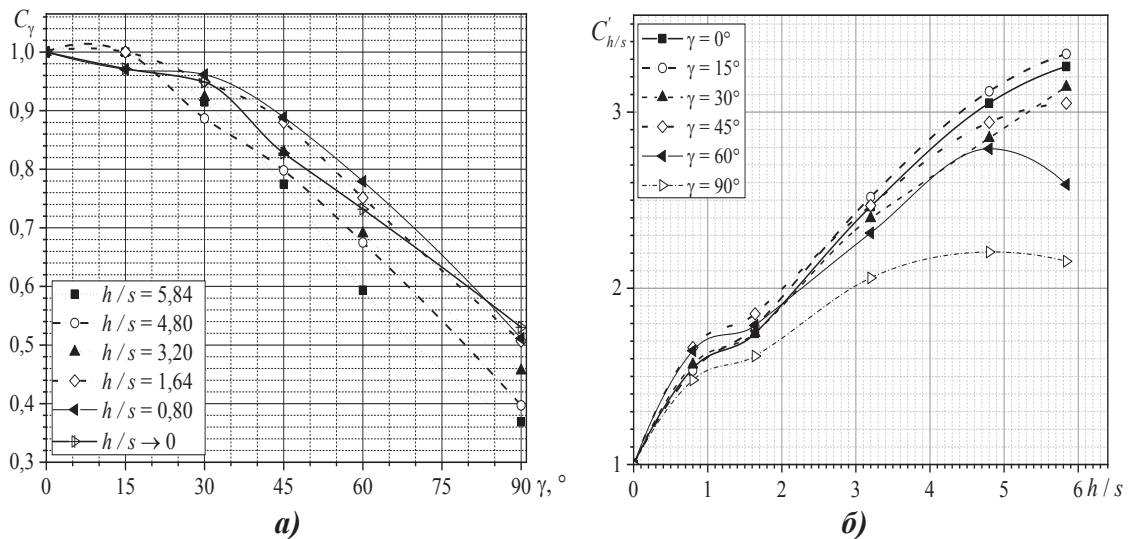 C_γ
1,0
0,9
0,8
0,7
0,6
0,5
0,4
0,3
0 15 30 45 60 75 90 γ, °
h / s = 5,84
h / s = 4,80
h / s = 3,20
h / s = 1,64
h / s = 0,80
h / s → 0
а)
C'_{h/s}
3
2
1
0 1 2 3 4 5 6 h / s
γ = 0°
γ = 15°
γ = 30°
γ = 45°
γ = 60°
γ = 90°
б)